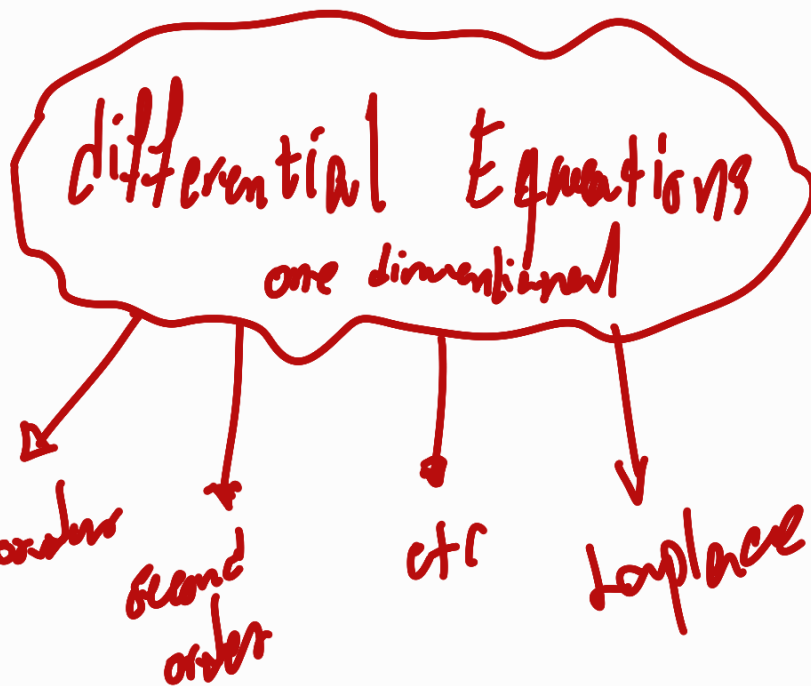 differential Equations
one dimentional
order
second
order
etc
Laplace